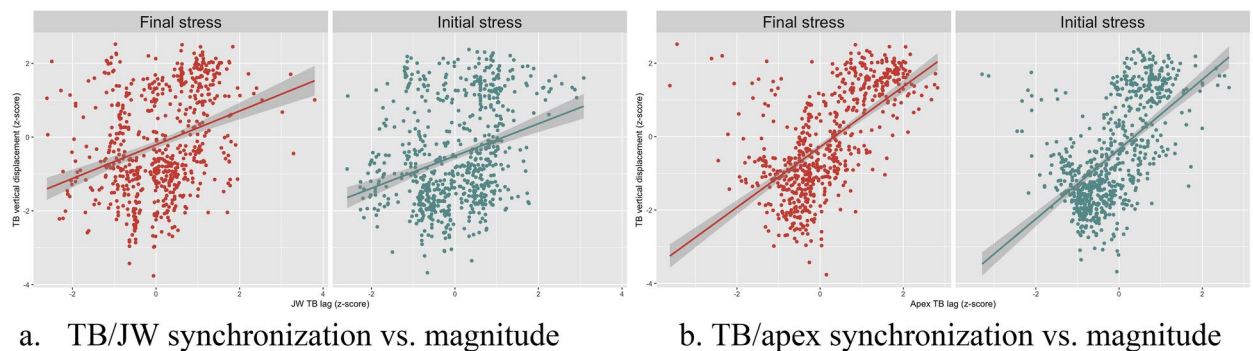 Final stress
Initial stress
Final stress
Initial stress
TB vertical displacement (z-score)
2
0
-2
-4
-2
0
2
4
-2
0
2
4
JW TB lag (z-score)
TB vertical displacement (z-score)
2
0
-2
-4
-2
0
2
-2
0
2
Apex TB lag (z-score)
a. TB/JW synchronization vs. magnitude
b. TB/apex synchronization vs. magnitude